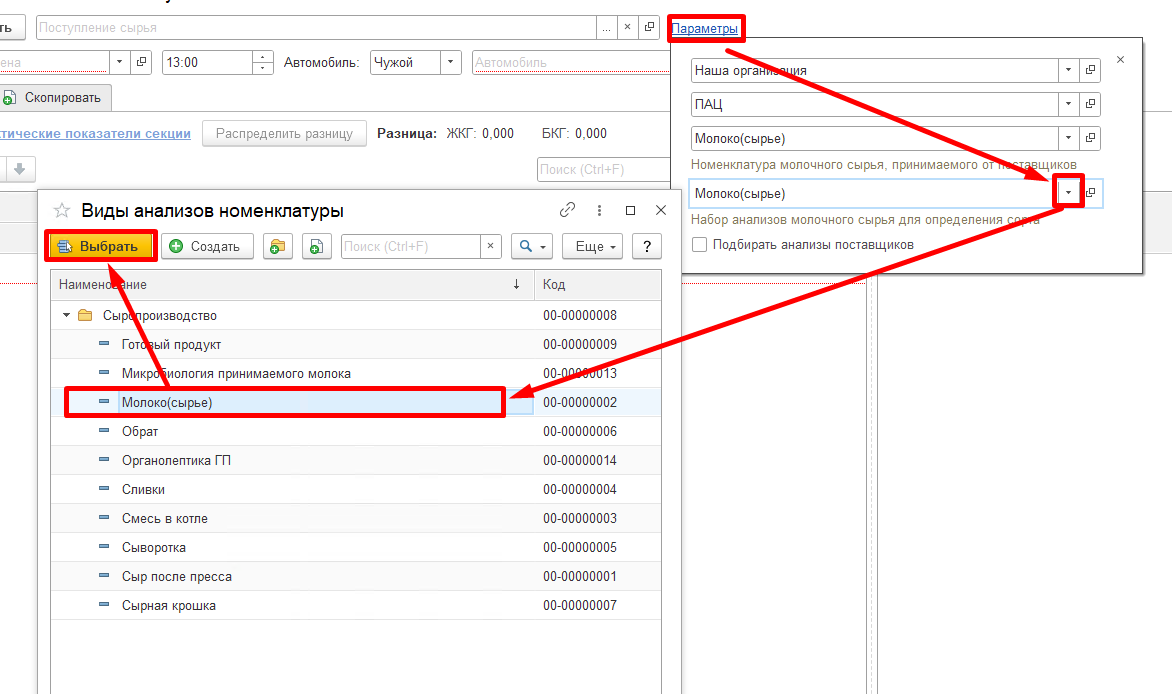 ть Поступление сырья ... × Параметры
ена 13:00 Автомобиль: Чужой Автомобиль
Наша организация
Скопировать
ПАЦ
ктические показатели секции Распределить разницу Разница: ЖКГ: 0,000 БКГ: 0,000
Молоко(сырье)
Номенклатура молочного сырья, принимаемого от поставщиков
Поиск (Ctrl+F)
Молоко(сырье)
Набор анализов молочного сырья для определения сорта
Подбирать анализы поставщиков
Виды анализов номенклатуры
Выбрать Создать Поиск (Ctrl+F) × Еще ?
Наименование ↓ Код
Сыропроизводство 00-00000008
Готовый продукт 00-00000009
Микробиология принимаемого молока 00-00000013
Молоко(сырье) 00-00000002
Обрат 00-00000006
Органолептика ГП 00-00000014
Сливки 00-00000004
Смесь в котле 00-00000003
Сыворотка 00-00000005
Сыр после пресса 00-00000001
Сырная крошка 00-00000007